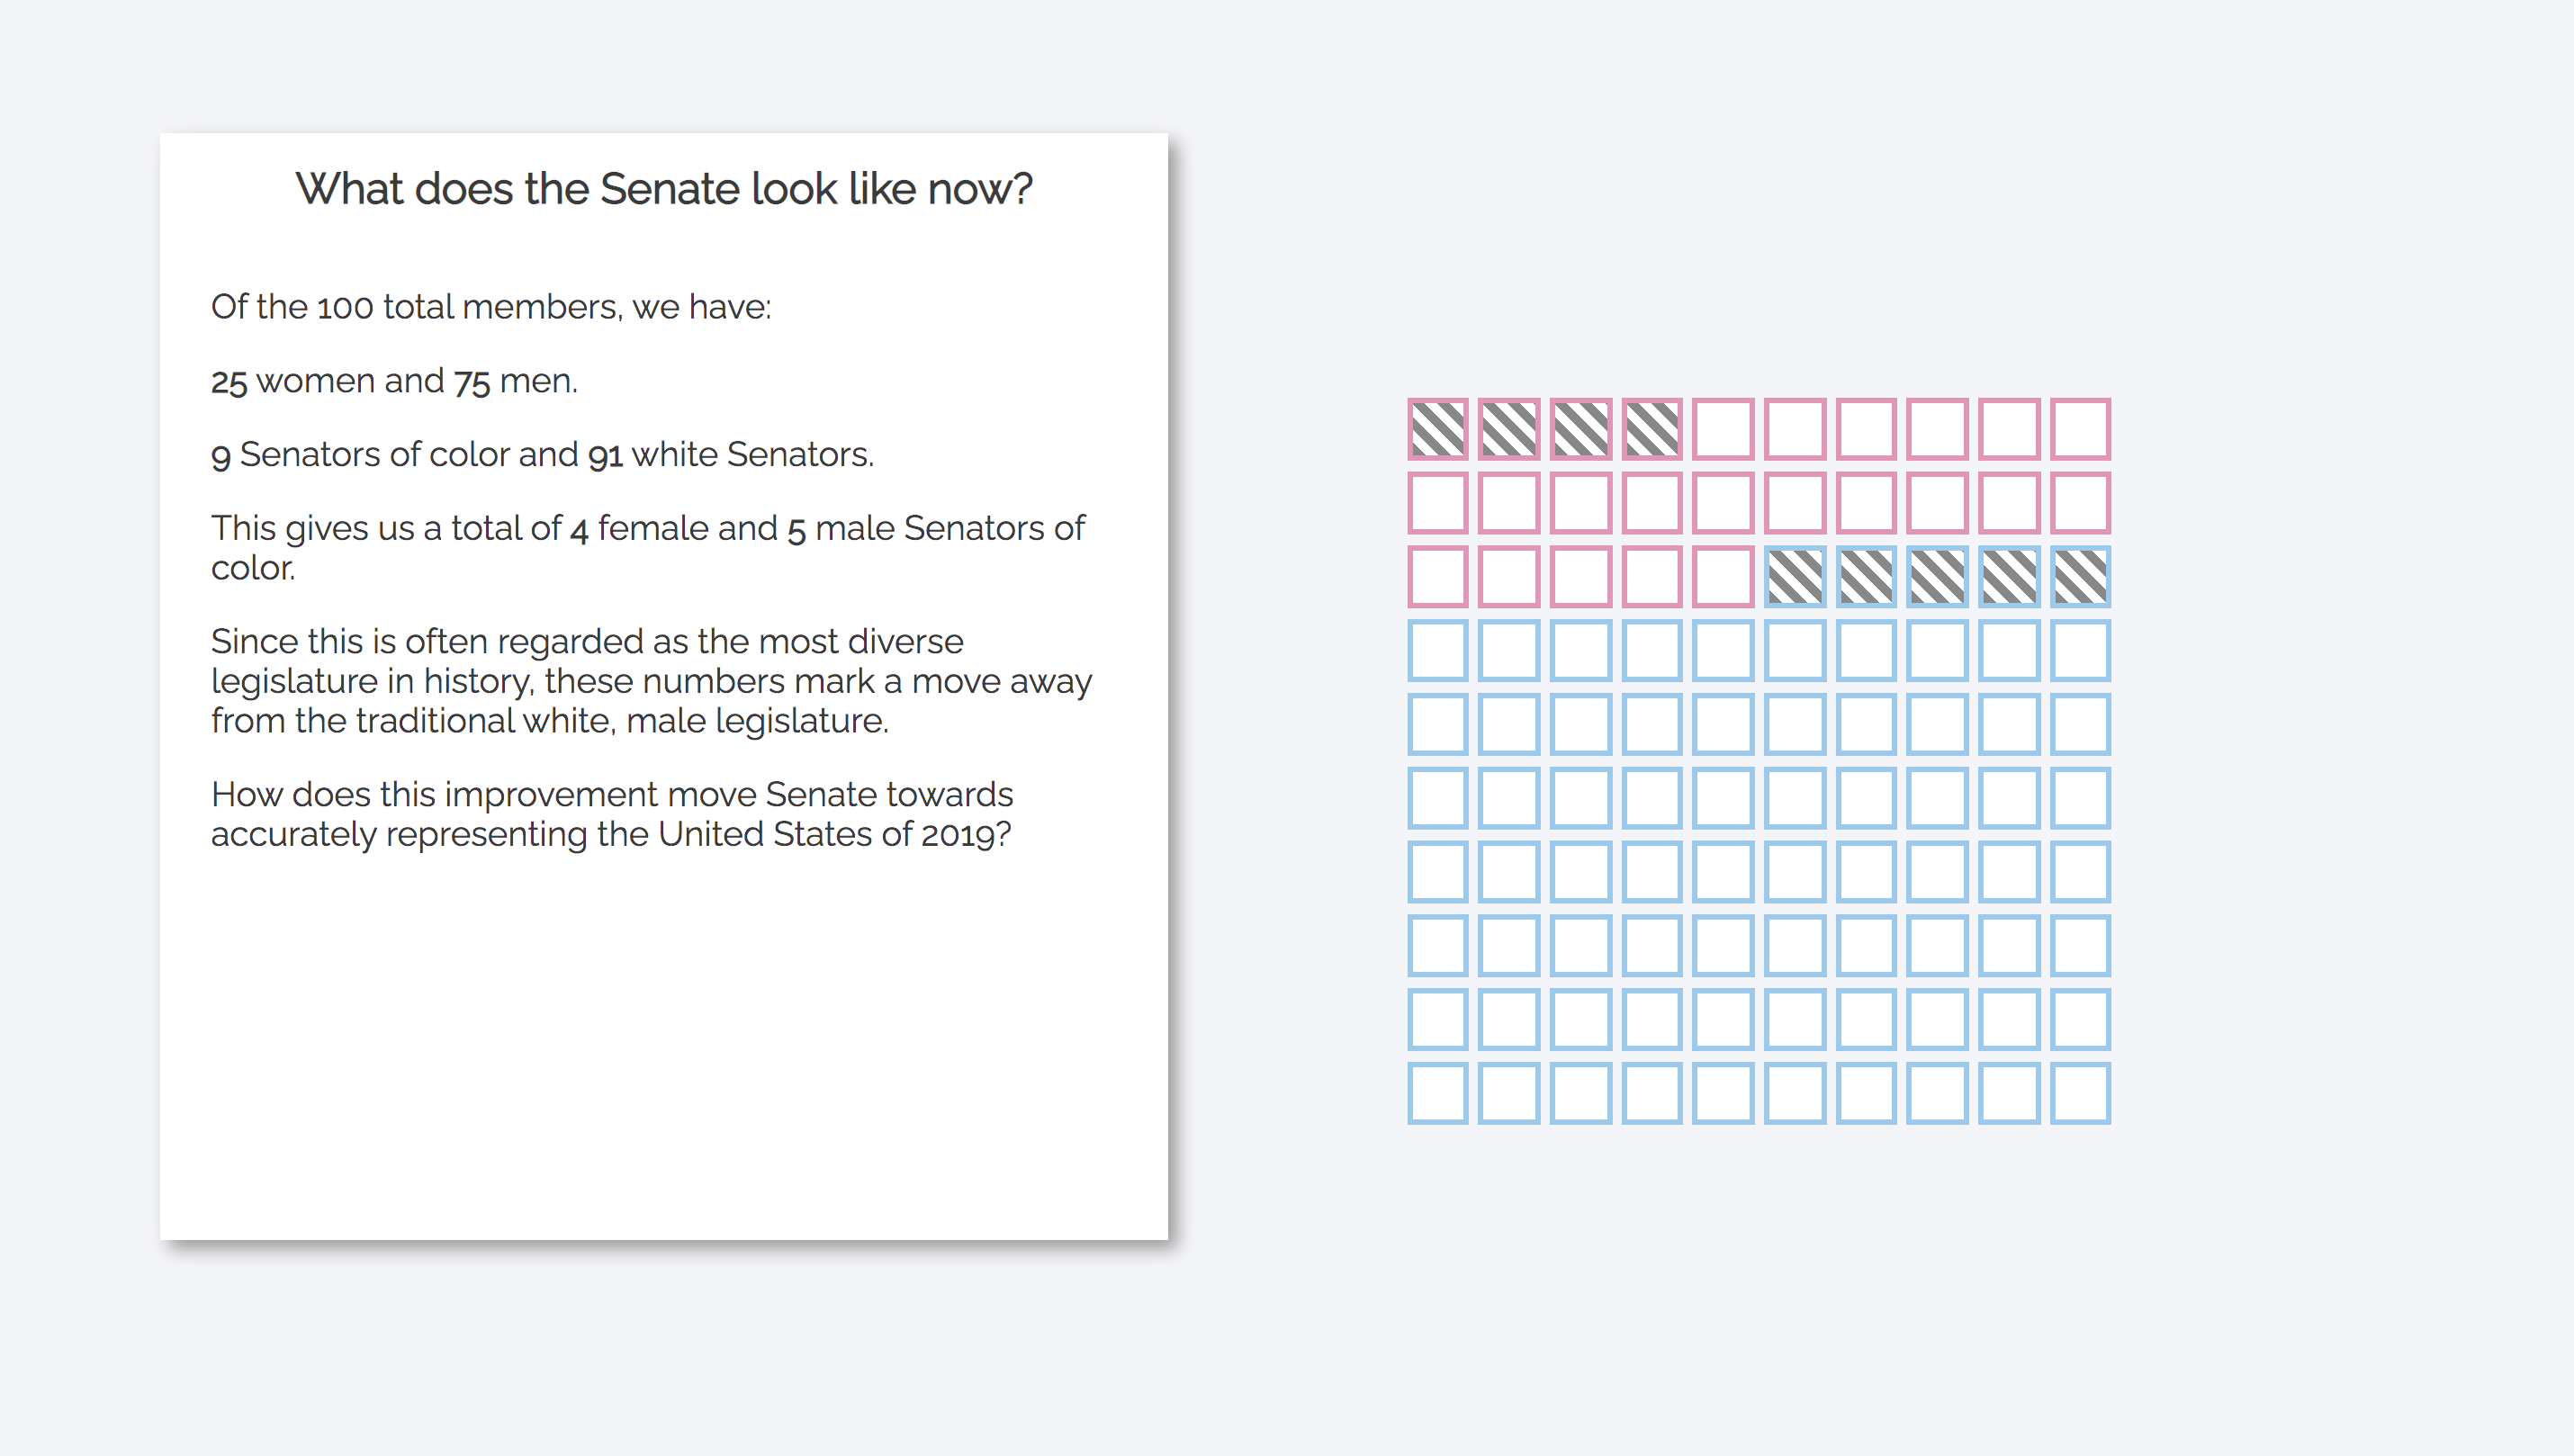 What does the Senate look like now?
Of the 100 total members, we have:
25 women and 75 men.
9 Senators of color and 91 white Senators.
This gives us a total of 4 female and 5 male Senators of
color.
Since this is often regarded as the most diverse
legislature in history, these numbers mark a move away
from the traditional white, male legislature.
How does this improvement move Senate towards
accurately representing the United States of 2019?